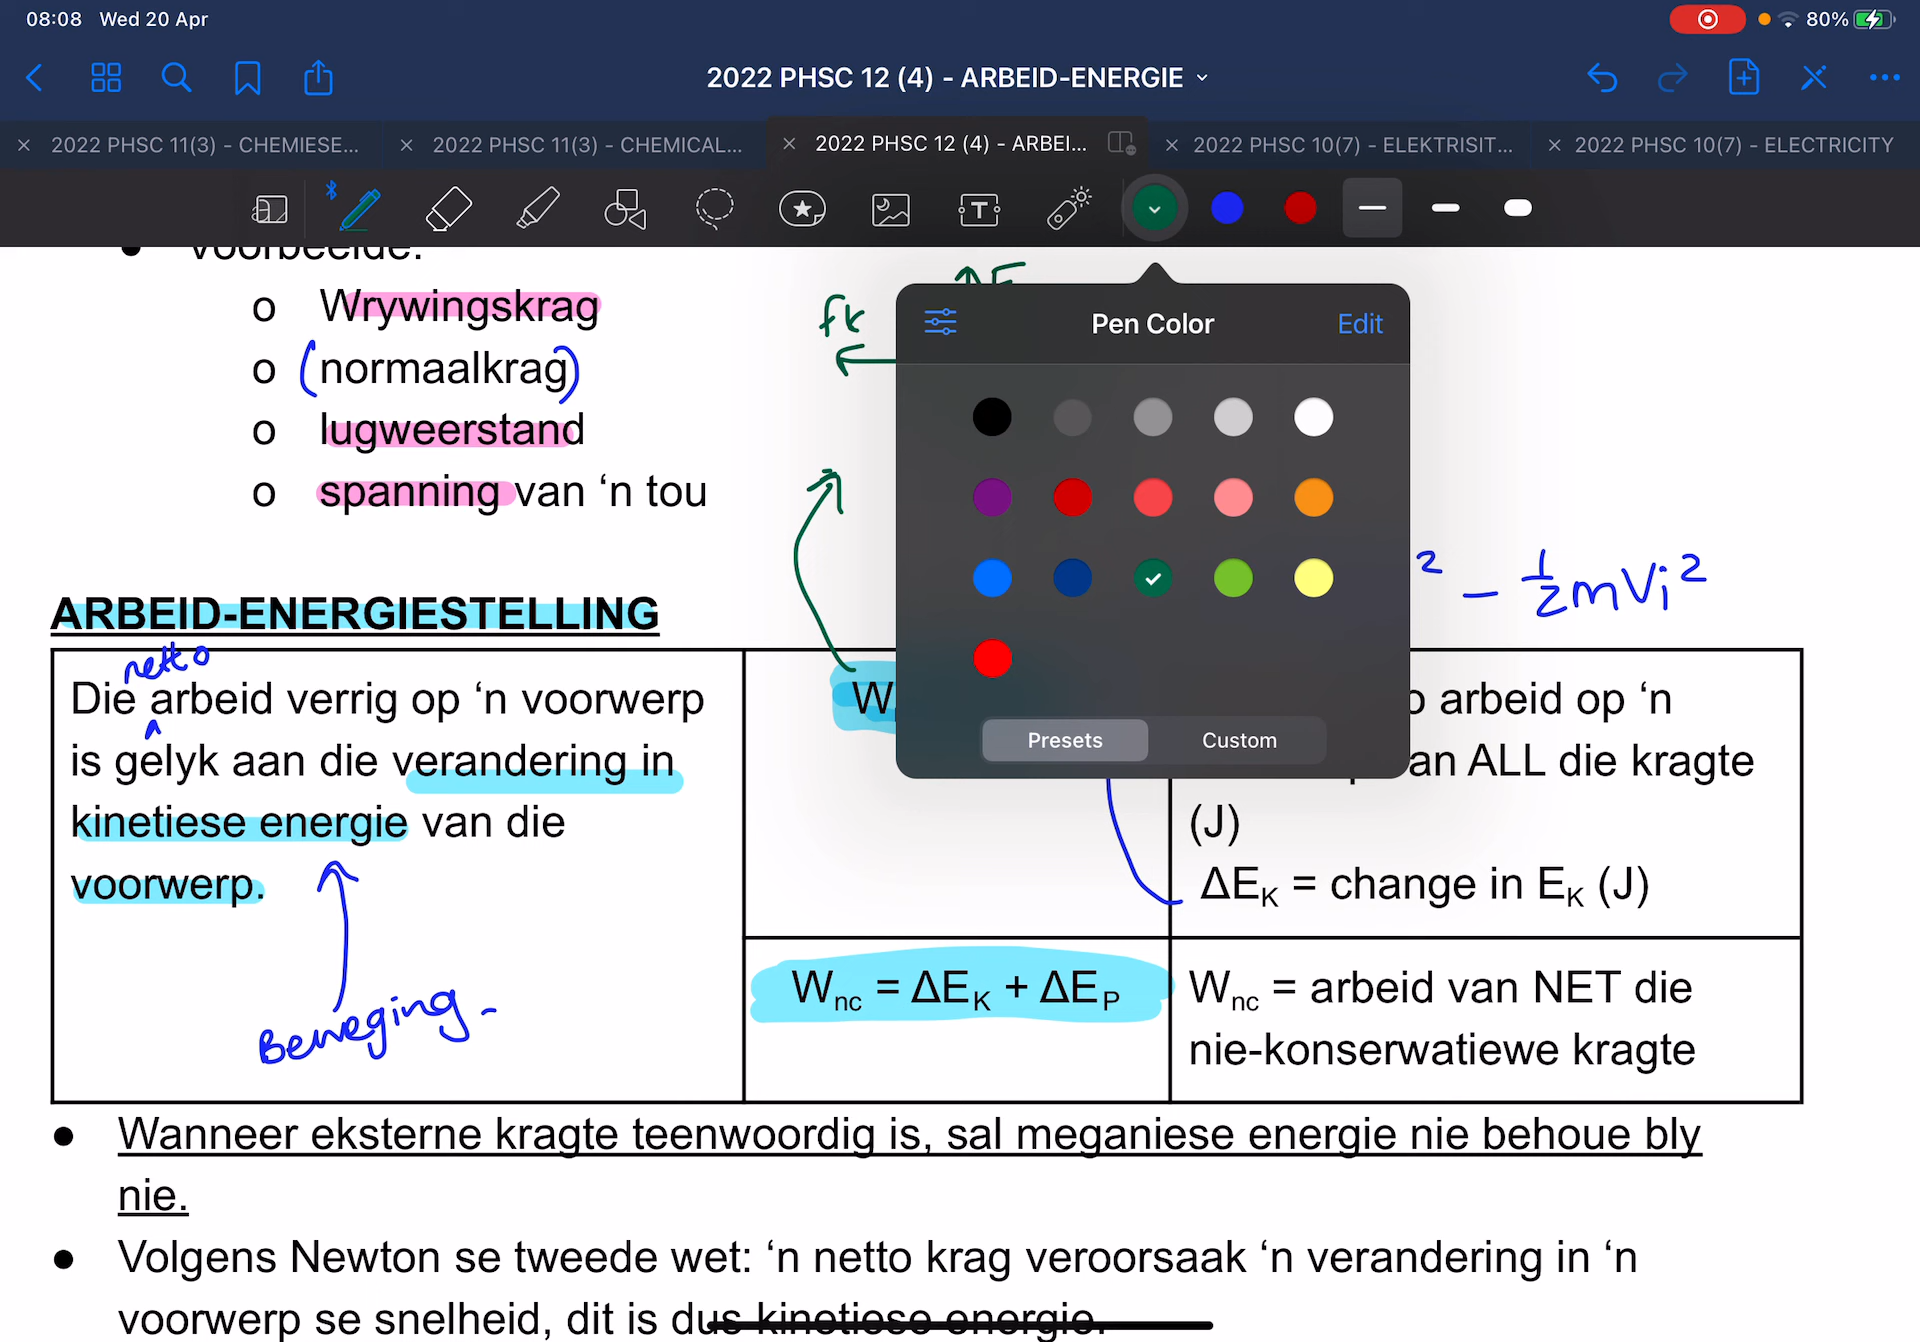 08:08 Wed 20 Apr
80%
2022 PHSC 12 (4) - ARBEID-ENERGIE
2022 PHSC 11(3) - CHEMIESE...
2022 PHSC 11(3) - CHEMICAL...
2022 PHSC 12 (4) - ARBEI...
2022 PHSC 10(7) - ELEKTRISIT...
2022 PHSC 10(7) - ELECTRICITY
T
Voorbeelde:
o Wrywingskrag
o (normaalkrag)
o lugweerstand
o spanning van ‘n tou
fk
F
Pen Color
Edit
Presets
Custom
² – ½mVi²
ARBEID-ENERGIESTELLING
netto
Die arbeid verrig op ‘n voorwerp
is gelyk aan die verandering in
kinetiese energie van die
voorwerp.
Beweging -
W
o arbeid op ‘n
an ALL die kragte
(J)
ΔEK = change in EK (J)
Wnc = ΔEK + ΔEP
Wnc = arbeid van NET die
nie-konserwatiewe kragte
• Wanneer eksterne kragte teenwoordig is, sal meganiese energie nie behoue bly
nie.
• Volgens Newton se tweede wet: ‘n netto krag veroorsaak ‘n verandering in ‘n
voorwerp se snelheid, dit is dus kinetiese energie.